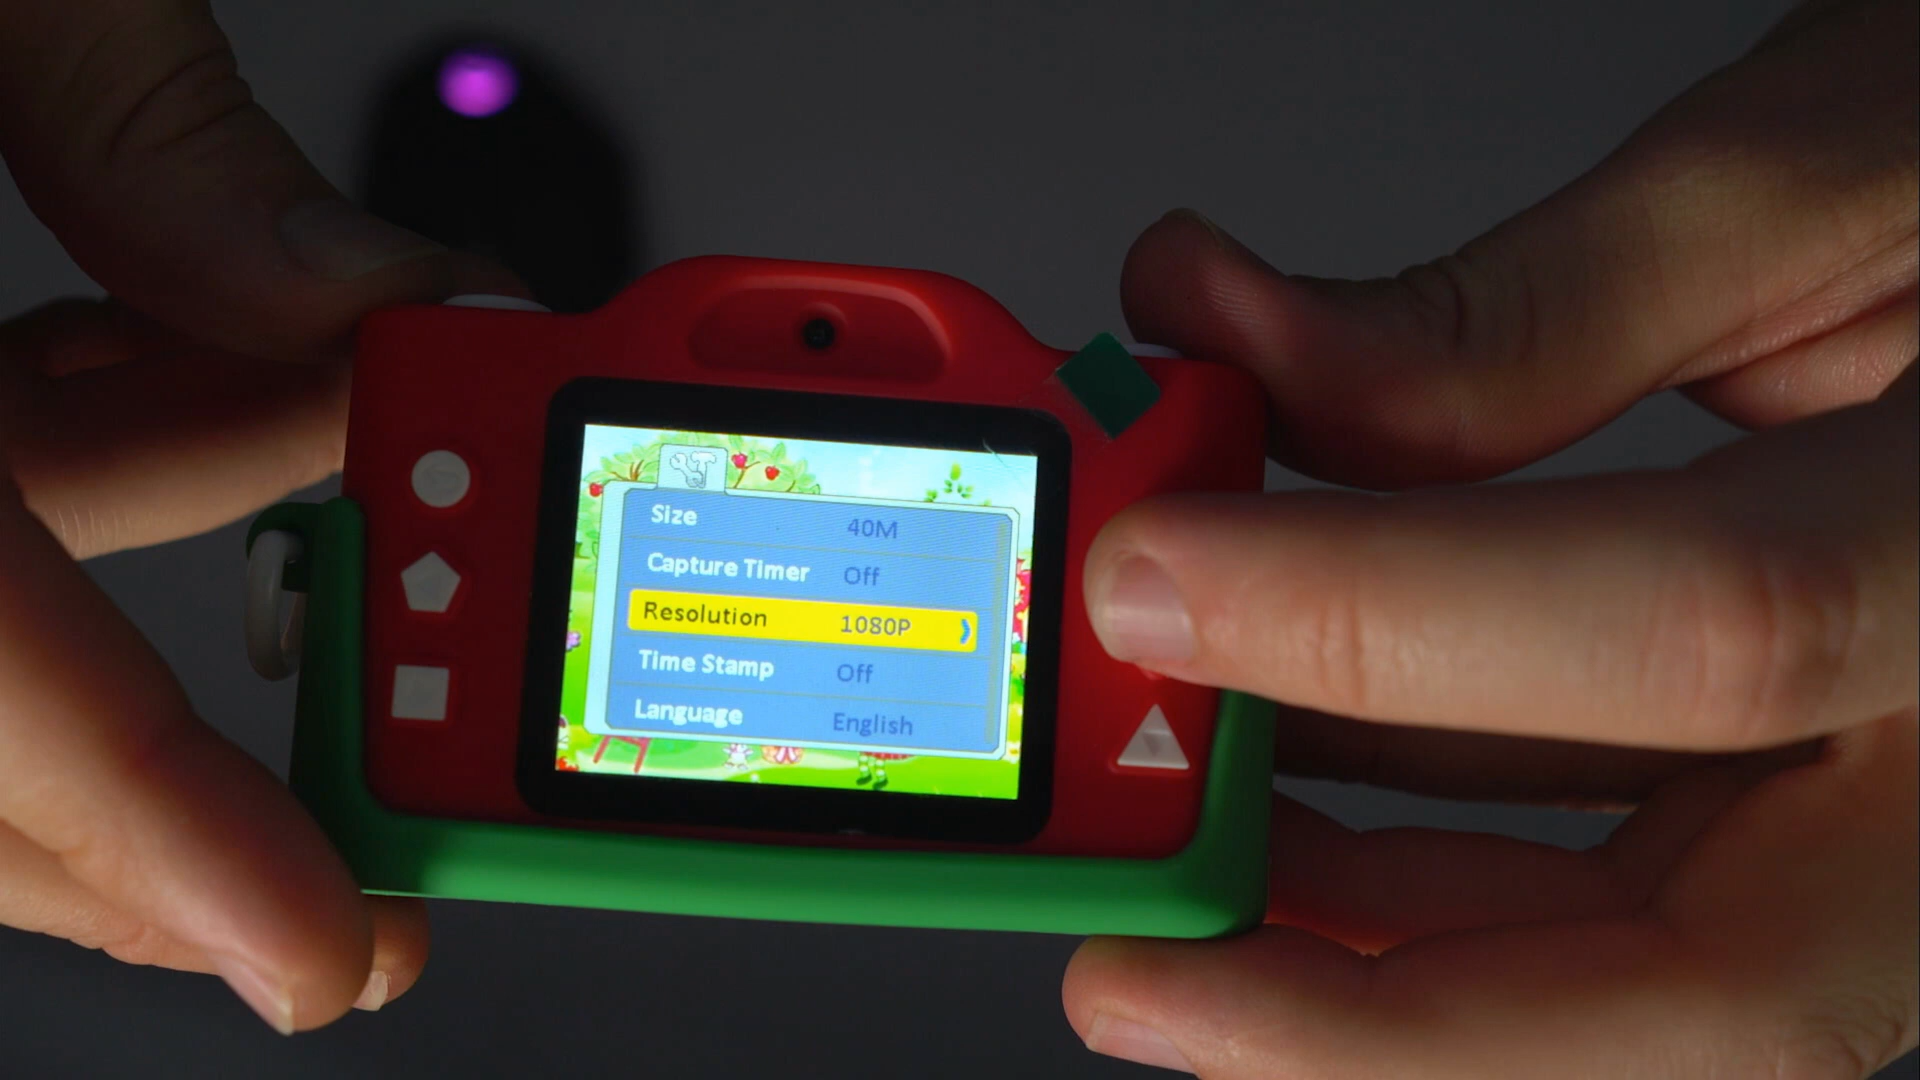 Size 40M
Capture Timer Off
Resolution 1080P
Time Stamp Off
Language English